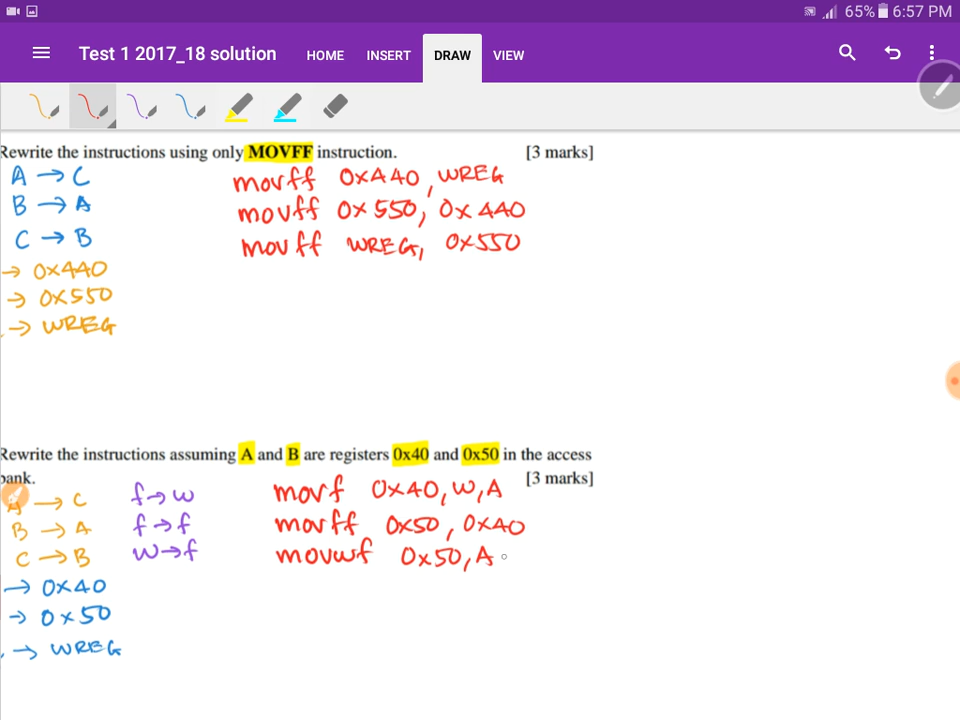 65% 6:57 PM
Test 1 2017_18 solution HOME INSERT DRAW VIEW
Rewrite the instructions using only MOVFF instruction. [3 marks]
A → C
B → A
C → B
→ 0x440
→ 0x550
→ WREG
movff 0xA40, WREG
movff 0x550, 0x440
movff WREG, 0x550
Rewrite the instructions assuming A and B are registers 0x40 and 0x50 in the access
bank. [3 marks]
A → C
B → A
C → B
f → w
f → f
w → f
movf 0x40, W, A
movff 0x50, 0x40
movwf 0x50, A
→ 0x40
→ 0x50
→ WREG